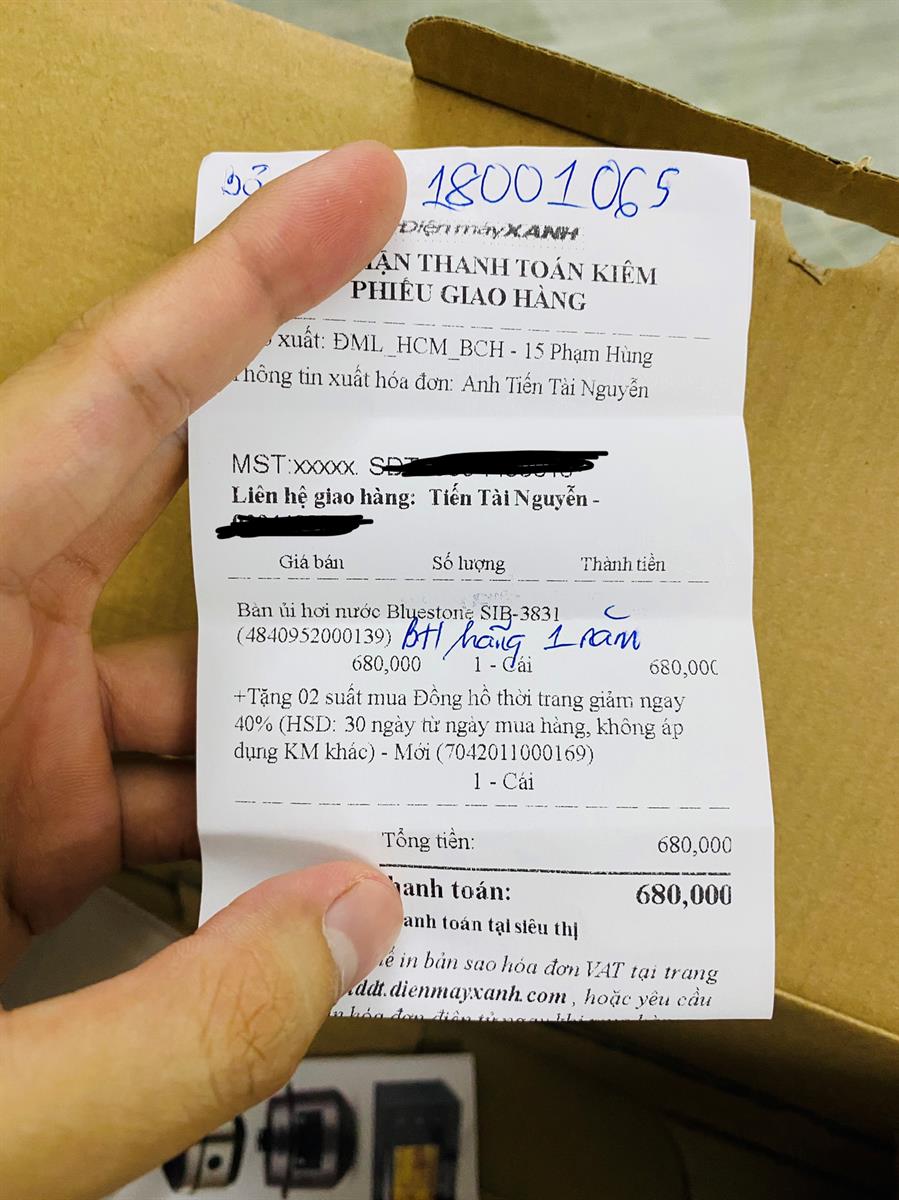 18001065
Điện máy XANH
THANH TOÁN KIÊM
PHIẾU GIAO HÀNG
xuất: ĐML_HCM_BCH - 15 Phạm Hùng
Thông tin xuất hóa đơn: Anh Tiến Tài Nguyễn
MST:xxxxx.
Liên hệ giao hàng: Tiến Tài Nguyễn -
Giá bán Số lượng Thành tiền
Bàn ủi hơi nước Bluestone SIB-3831
(4840952000139) BH hãng 1 năm
680,000 1 - Cái 680,000
+Tặng 02 suất mua Đồng hồ thời trang giảm ngay
40% (HSD: 30 ngày từ ngày mua hàng, không áp
dụng KM khác) - Mới (7042011000169)
1 - Cái
Tổng tiền: 680,000
hanh toán: 680,000
anh toán tại siêu thị
in bản sao hóa đơn VAT tại trang
ddt.dienmayxanh.com , hoặc yêu cầu